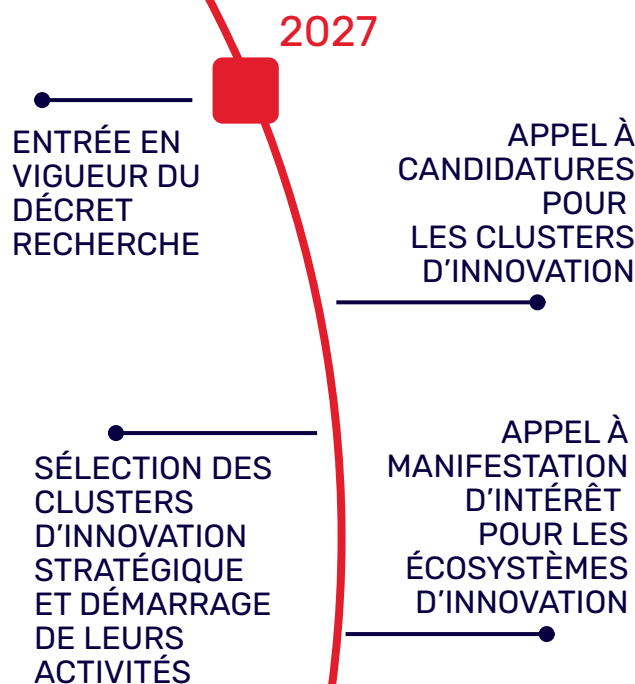 2027
ENTRÉE EN
VIGUEUR DU
DÉCRET
RECHERCHE
APPEL À
CANDIDATURES
POUR
LES CLUSTERS
D'INNOVATION
SÉLECTION DES
CLUSTERS
D'INNOVATION
STRATÉGIQUE
ET DÉMARRAGE
DE LEURS
ACTIVITÉS
APPEL À
MANIFESTATION
D'INTÉRÊT
POUR LES
ÉCOSYSTÈMES
D'INNOVATION